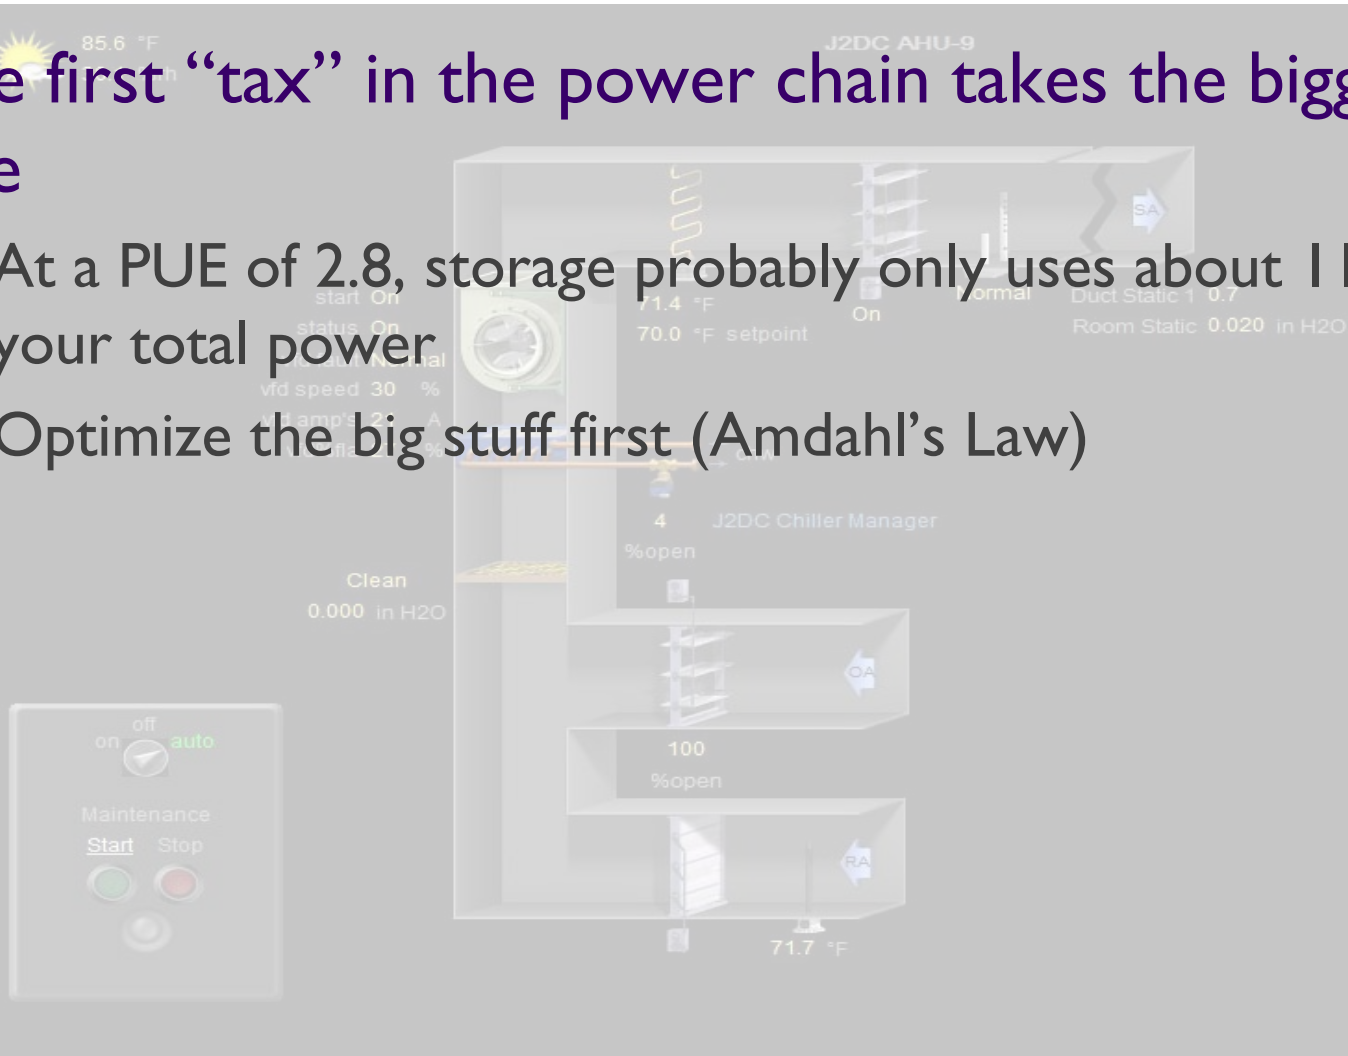 85.6 °F
J2DC AHU-9
e first “tax” in the power chain takes the bigg
e
SA
At a PUE of 2.8, storage probably only uses about 1
start On
71.4 °F
On
Normal
Duct Static 1 0.7
status On
70.0 °F setpoint
Room Static 0.020 in H2O
your total power
Normal
vfd speed 30 %
A
Optimize the big stuff first (Amdahl’s Law)
%
4 J2DC Chiller Manager
%open
Clean
0.000 in H2O
OA
off
on auto
100
%open
Maintenance
Start Stop
RA
71.7 °F